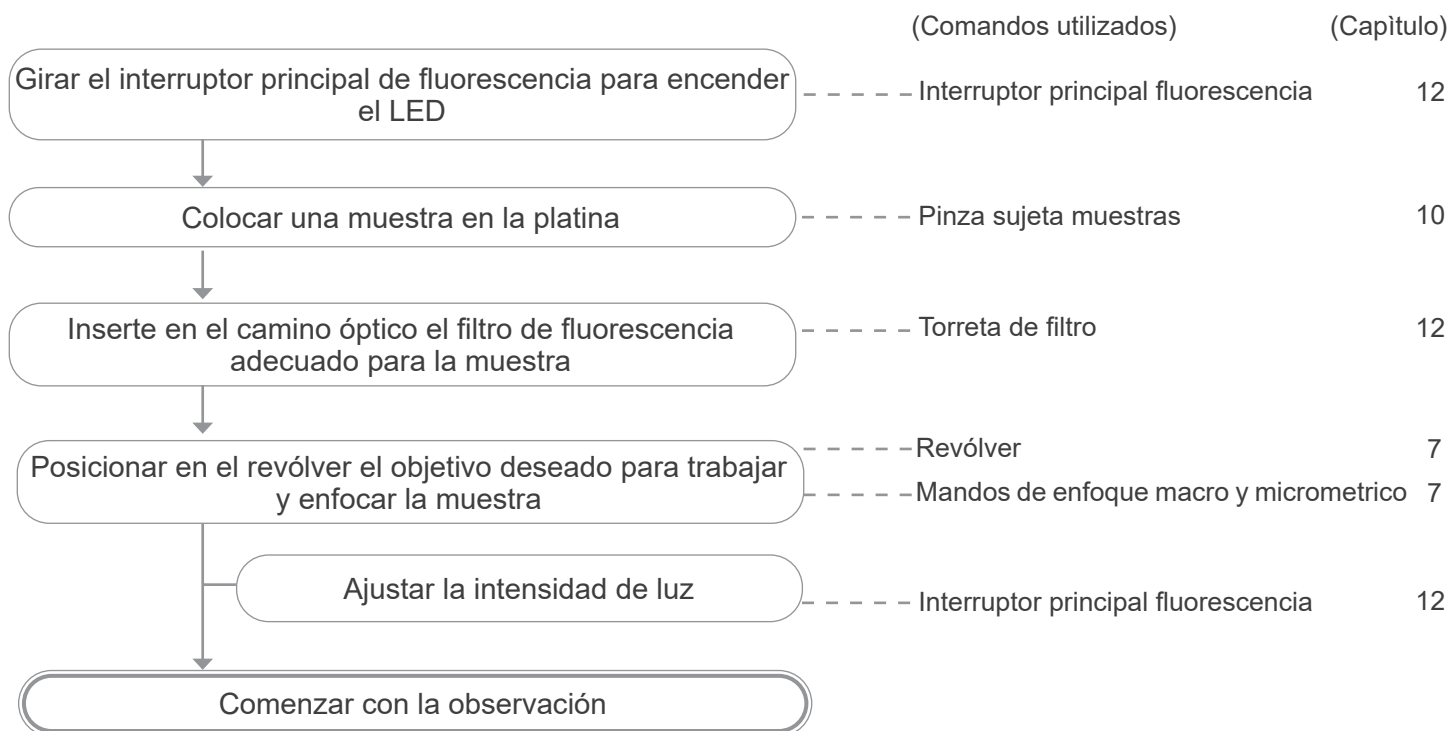 (Comandos utilizados) (Capìtulo)
Girar el interruptor principal de fluorescencia para encender
el LED
Interruptor principal fluorescencia 12
Colocar una muestra en la platina
Pinza sujeta muestras 10
Inserte en el camino óptico el filtro de fluorescencia
adecuado para la muestra
Torreta de filtro 12
Posicionar en el revólver el objetivo deseado para trabajar
y enfocar la muestra
Revólver 7
Mandos de enfoque macro y micrometrico 7
Ajustar la intensidad de luz
Interruptor principal fluorescencia 12
Comenzar con la observación